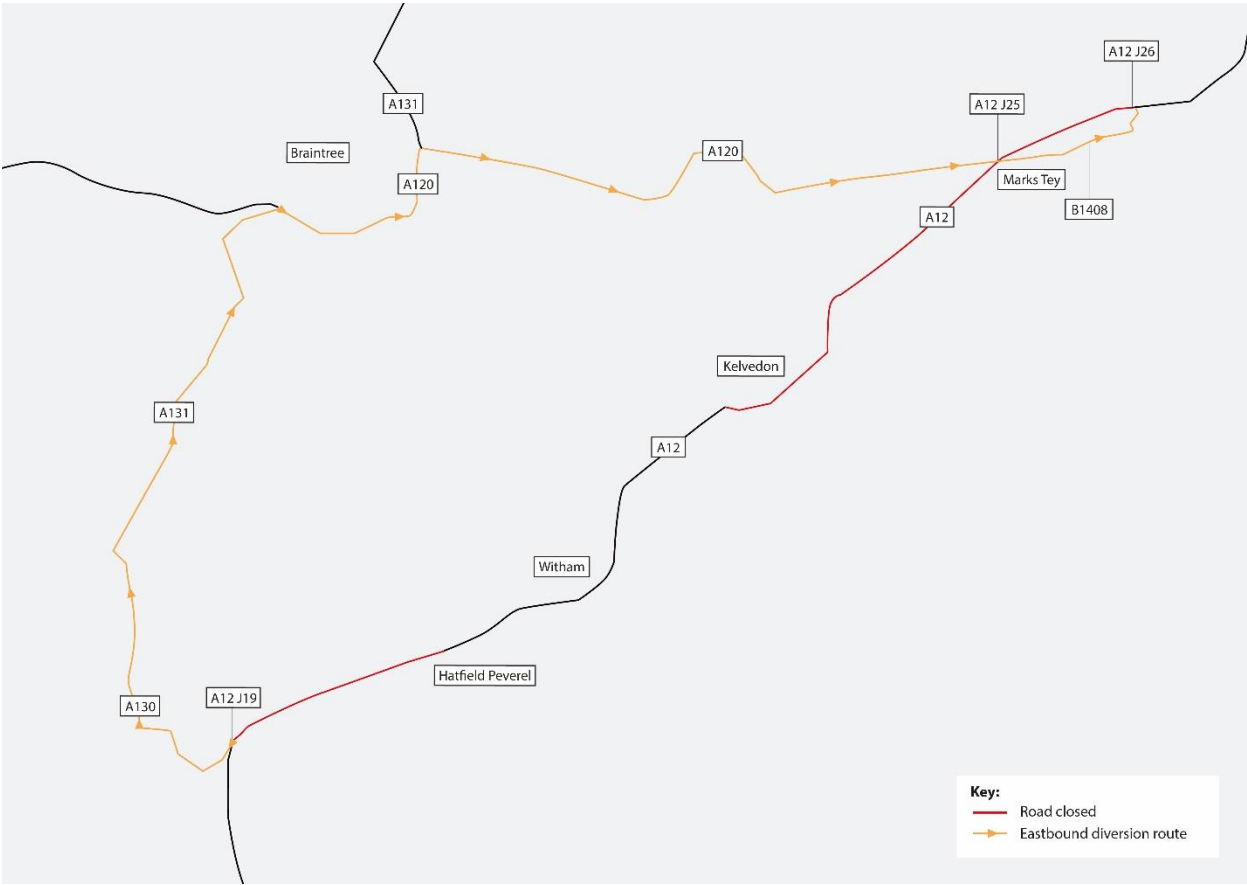 A12 J26
A131
A12 J25
Braintree
A120
A120
Marks Tey
B1408
A12
Kelvedon
A131
A12
Witham
Hatfield Peverel
A12 J19
A130
Key:
Road closed
Eastbound diversion route